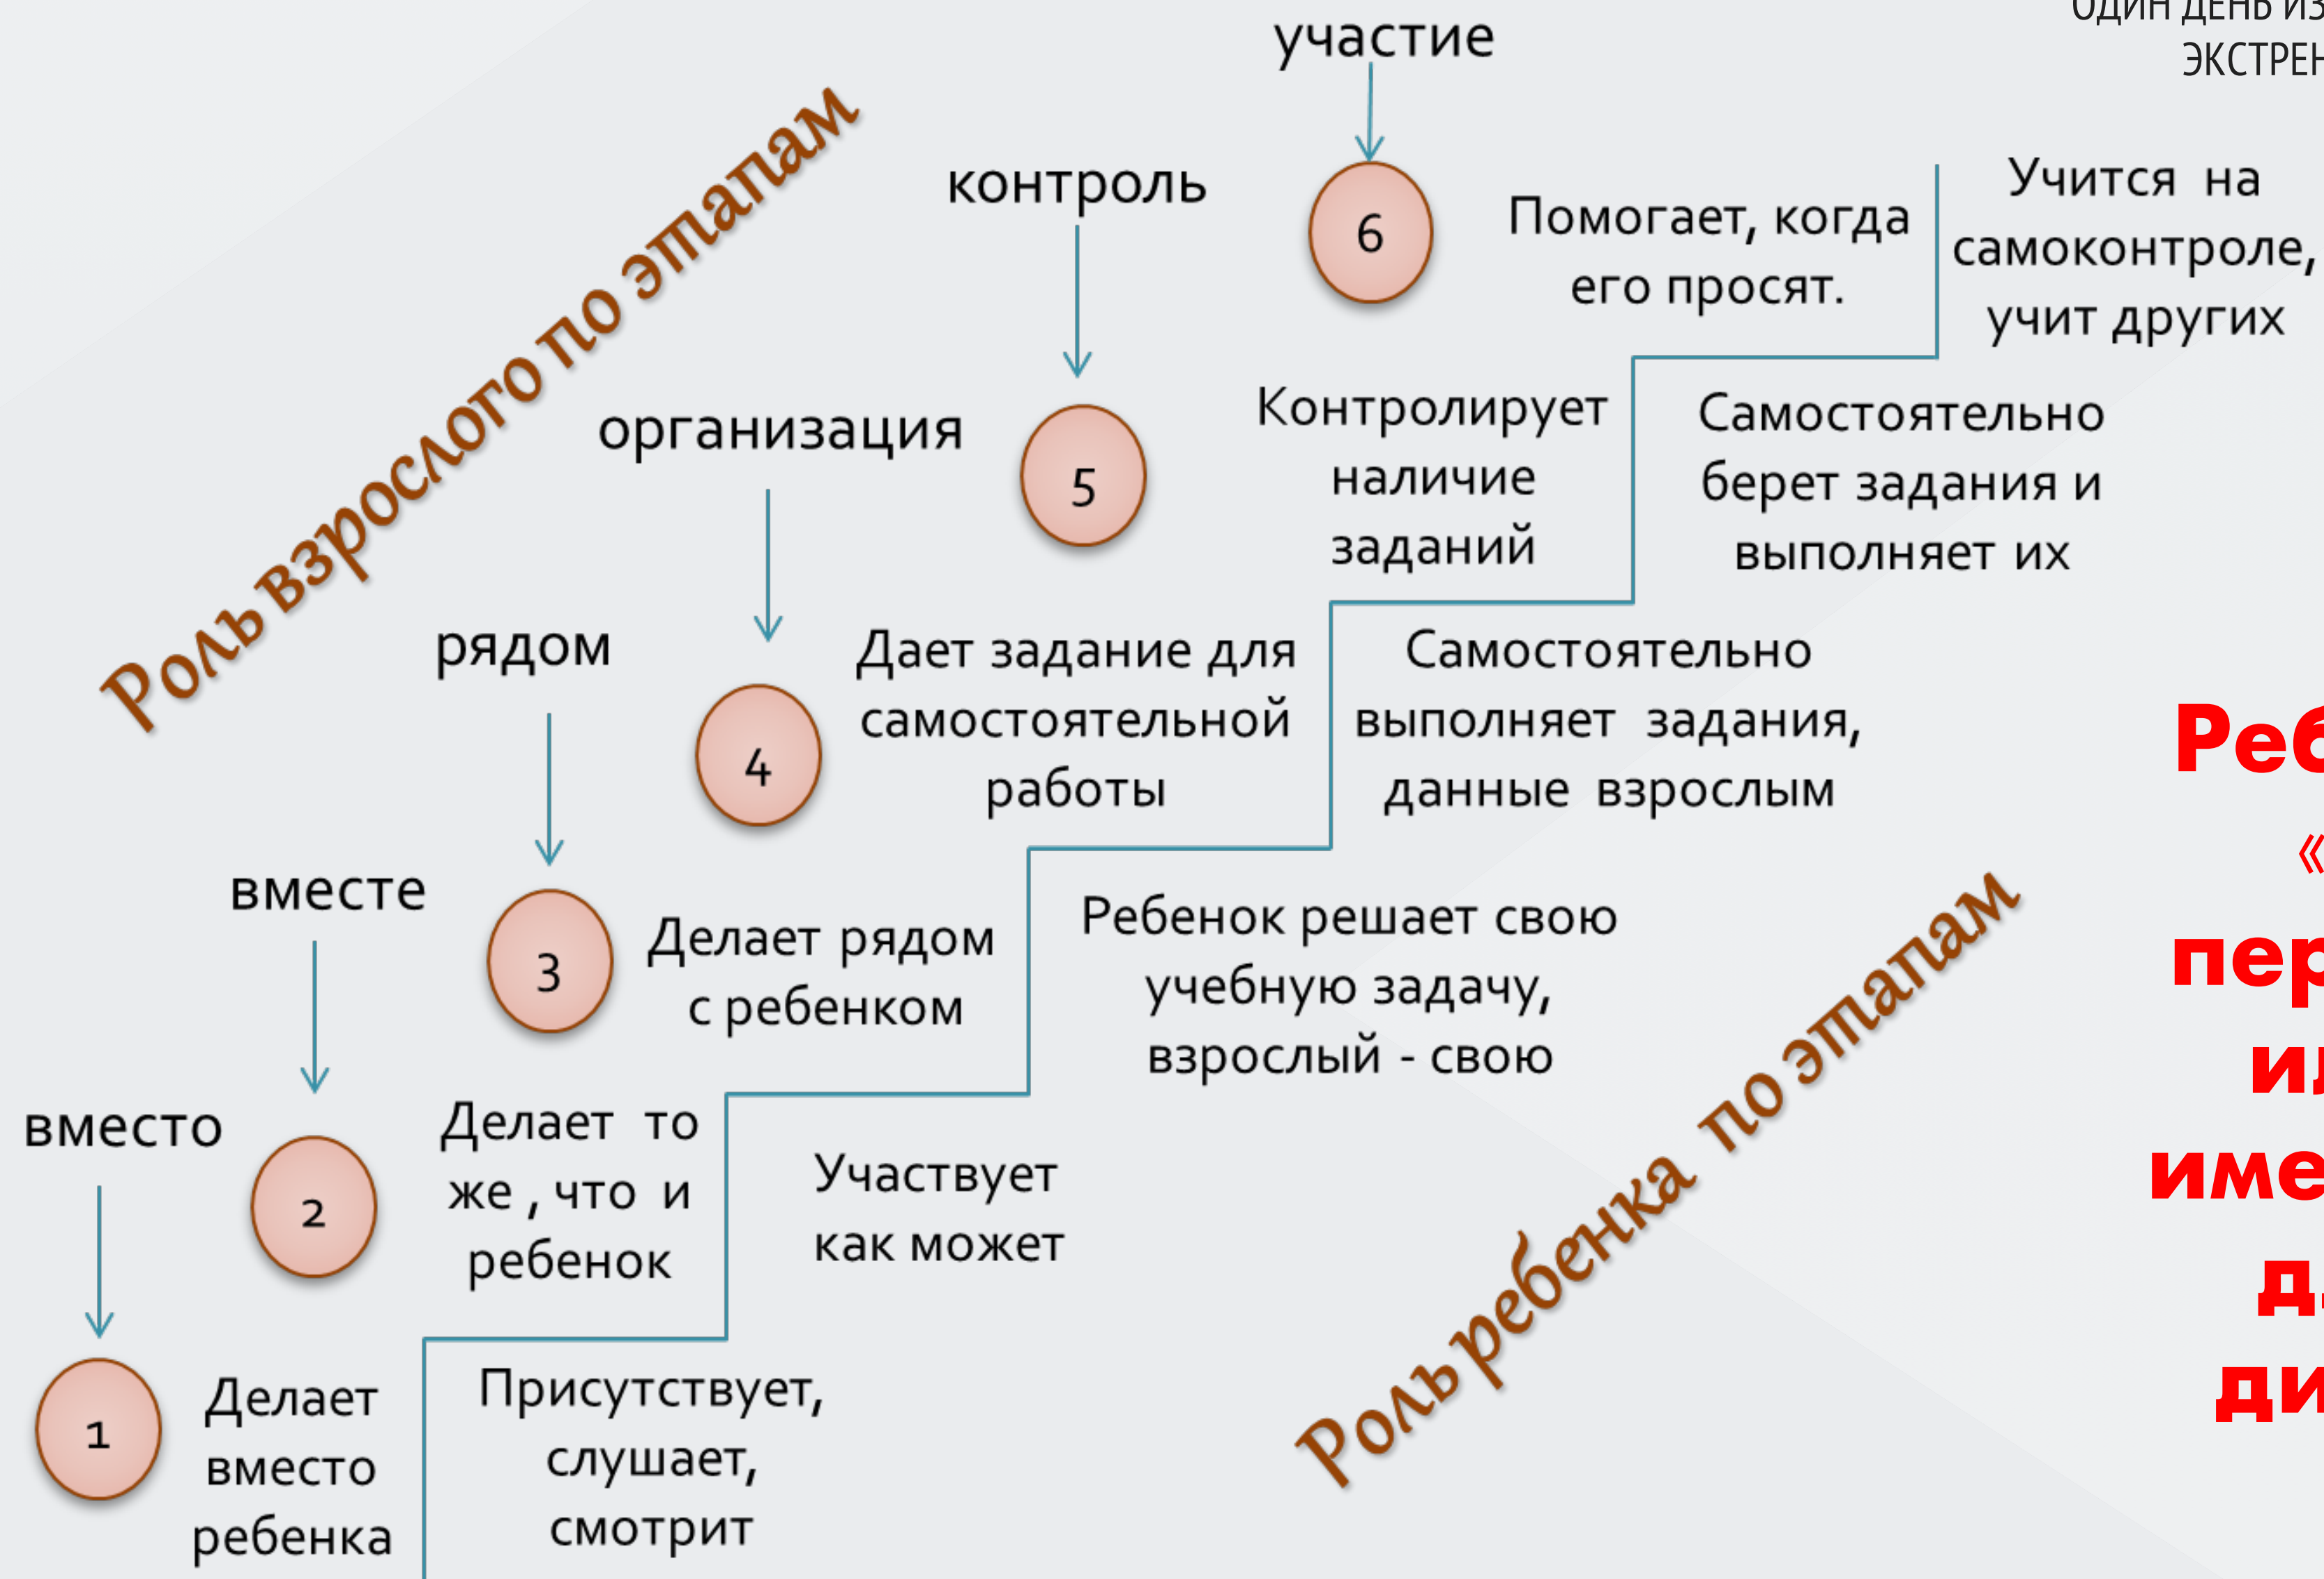 ОДИН ДЕНЬ
участие
контроль
организация
рядом
вместе
вместо
Роль взрослого по этапам
6
Помогает, когда
его просят.
Учится на
самоконтроле,
учит других
5
Контролирует
наличие
заданий
Самостоятельно
берет задания и
выполняет их
4
Дает задание для
самостоятельной
работы
Самостоятельно
выполняет задания,
данные взрослым
3
Делает рядом
с ребенком
Ребенок решает свою
учебную задачу,
взрослый - свою
2
Делает то
же , что и
ребенок
Участвует
как может
1
Делает
вместо
ребенка
Присутствует,
слушает,
смотрит
Роль ребенка по этапам